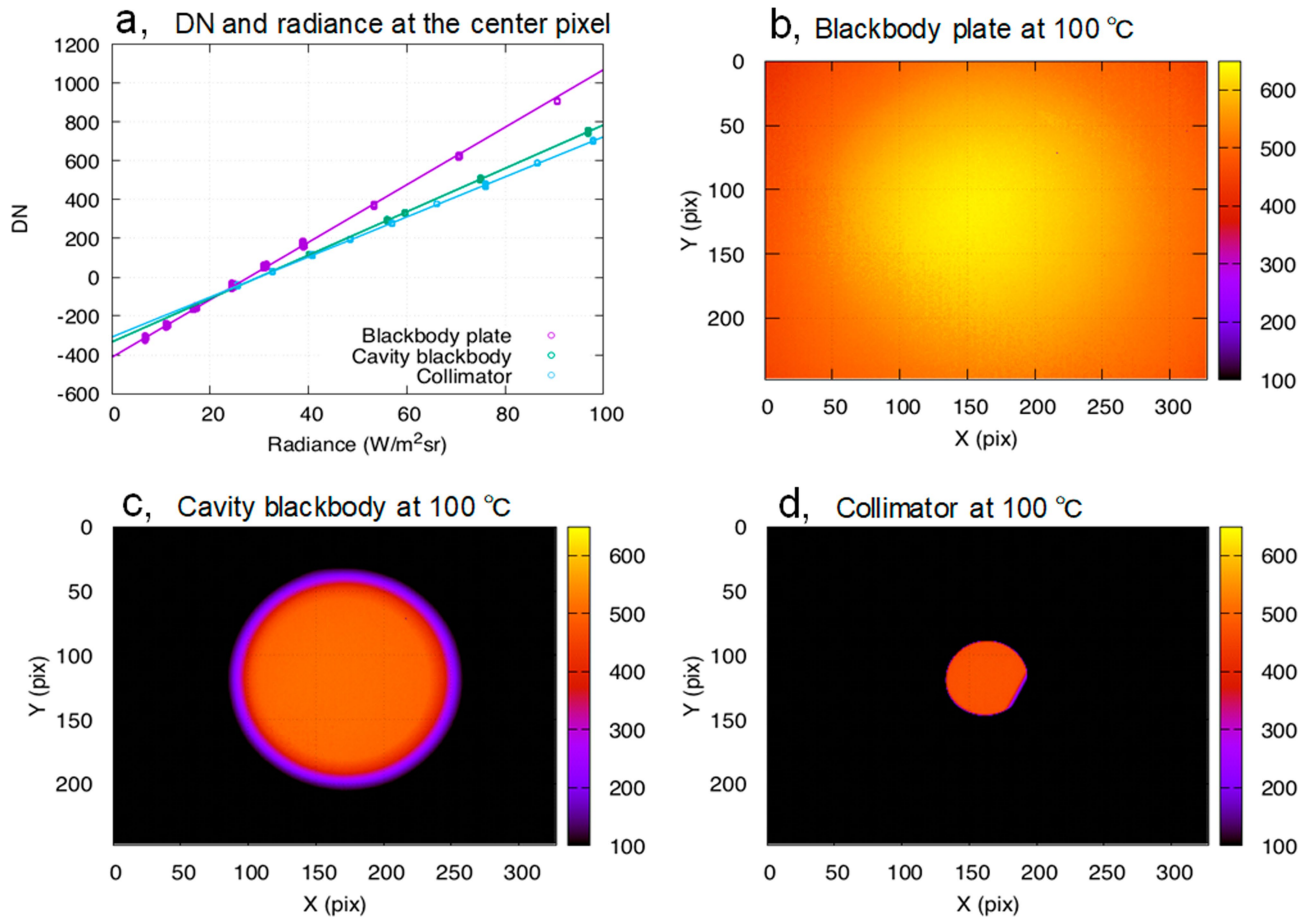 a, DN and radiance at the center pixel
1200
1000
800
600
400
200
0
-200
-400
-600
DN
Blackbody plate
Cavity blackbody
Collimator
0 20 40 60 80 100
Radiance (W/m²sr)
b, Blackbody plate at 100 °C
0
50
100
150
200
Y (pix)
600
500
400
300
200
100
0 50 100 150 200 250 300
X (pix)
c, Cavity blackbody at 100 °C
0
50
100
150
200
Y (pix)
600
500
400
300
200
100
0 50 100 150 200 250 300
X (pix)
d, Collimator at 100 °C
0
50
100
150
200
Y (pix)
600
500
400
300
200
100
0 50 100 150 200 250 300
X (pix)